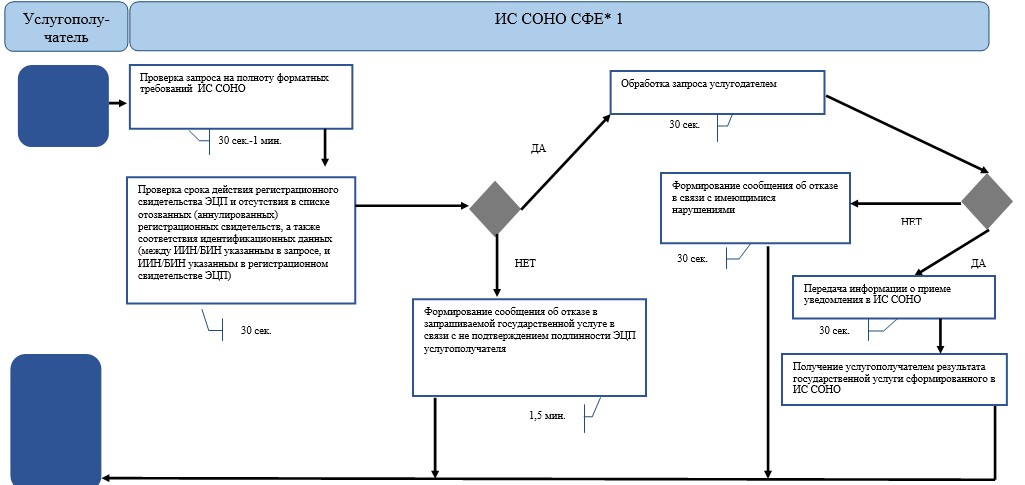 Услугополу-
чатель
ИС СОНО СФЕ* 1
Проверка запроса на полноту форматных
требований ИС СОНО
30 сек.-1 мин.
Проверка срока действия регистрационного
свидетельства ЭЦП и отсутствия в списке
отозванных (аннулированных)
регистрационных свидетельств, а также
соответствия идентификационных данных
(между ИИН/БИН указанным в запросе, и
ИИН/БИН указанным в регистрационном
свидетельстве ЭЦП)
30 сек.
ДА
НЕТ
Формирование сообщения об отказе в
запрашиваемой государственной услуге в
связи с не подтверждением подлинности ЭЦП
услугополучателя
1,5 мин.
Обработка запроса услугодателем
30 сек.
Формирование сообщения об отказе
в связи с имеющимися
нарушениями
30 сек.
НЕТ
ДА
Передача информации о приеме
уведомления в ИС СОНО
30 сек.
Получение услугополучателем результата
государственной услуги сформированного в
ИС СОНО